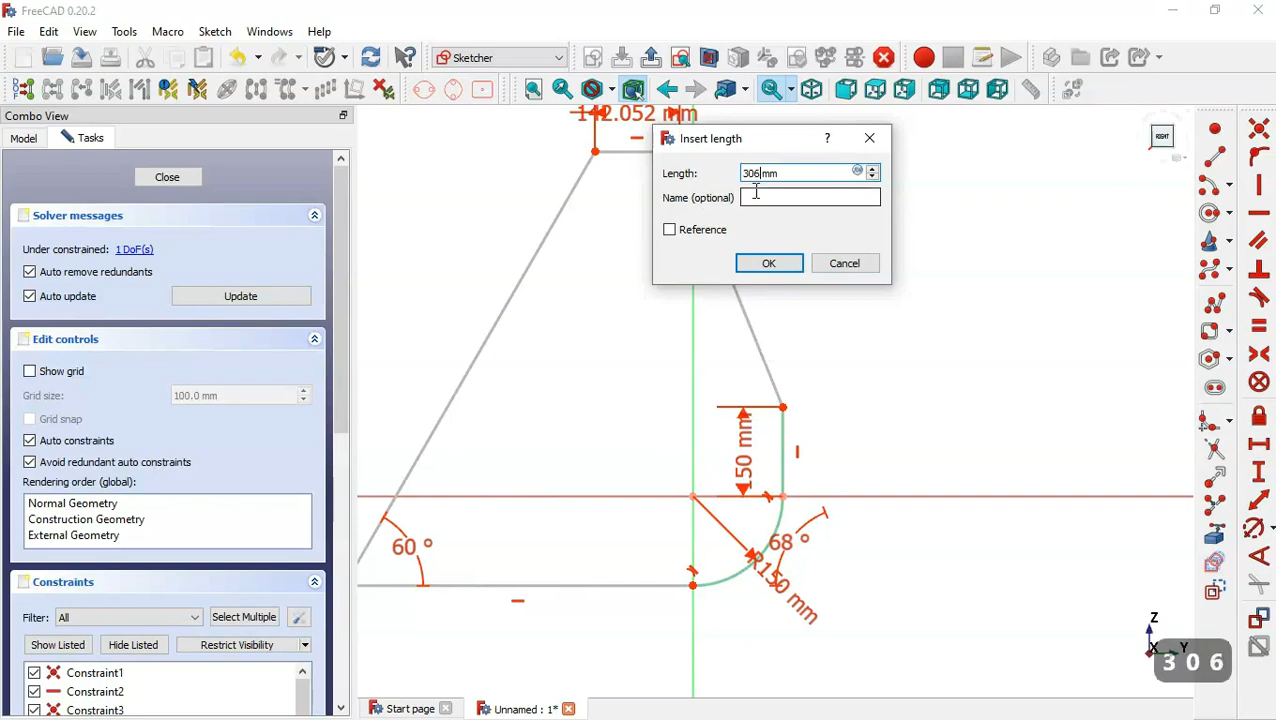 FreeCAD 0.20.2
File Edit View Tools Macro Sketch Windows Help
Sketcher
Combo View
Model Tasks
Close
Solver messages
Under constrained: 1 DoF(s)
Auto remove redundants
Auto update Update
Edit controls
Show grid
Grid size: 100.0 mm
Grid snap
Auto constraints
Avoid redundant auto constraints
Rendering order (global):
Normal Geometry
Construction Geometry
External Geometry
Constraints
Filter: All Select Multiple
Show Listed Hide Listed Restrict Visibility
Constraint1
Constraint2
Constraint3
142.052 mm
Insert length
Length: 306 mm
Name (optional)
Reference
OK Cancel
RIGHT
150 mm
60 °
68 °
R150 mm
Z
X Y
306
Start page Unnamed : 1*